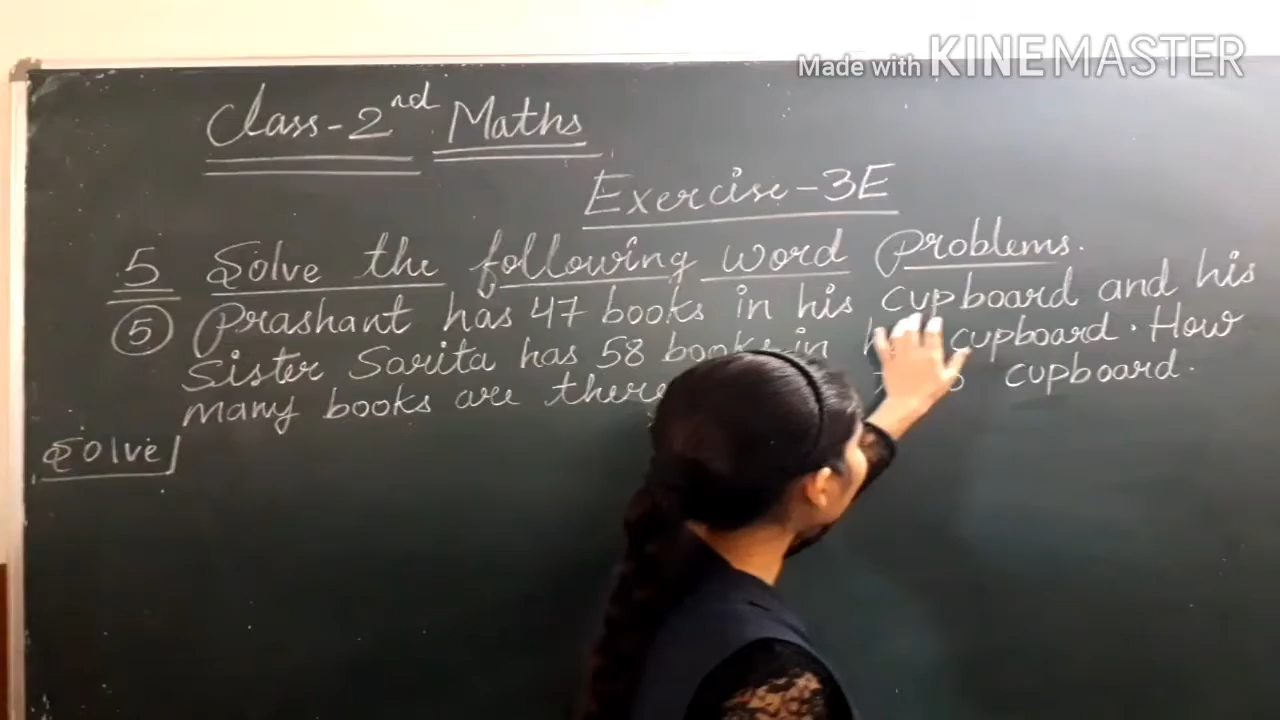 Made with KINEMASTER
Class-2nd Maths
Exercise-3E
5 Solve the following word Problems.
5 Prashant has 47 books in his cupboard and his
Sister Sarita has 58 books in cupboard. How
many books are there cupboard.
Solve